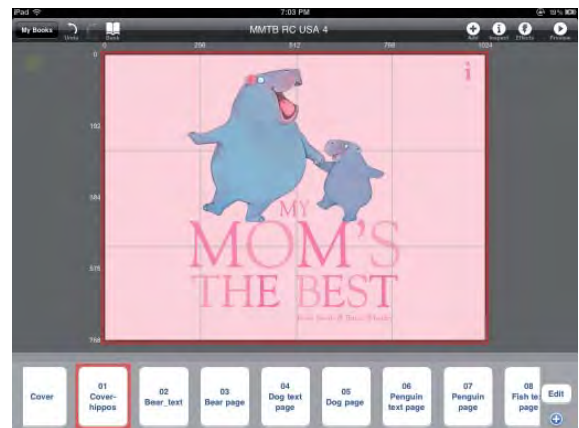 iPad 7:03 PM
My Books Undo Book MMTB RC USA 4 Add Inspect Effects Preview
0 256 512 768 1024
0
192
384
768
i
MY
MOM'S
THE BEST
Cover
01
Cover-
hippos
02
Bear_text
03
Bear page
04
Dog text
page
05
Dog page
06
Penguin
text page
07
Penguin
page
08
Fish te
page
Edit